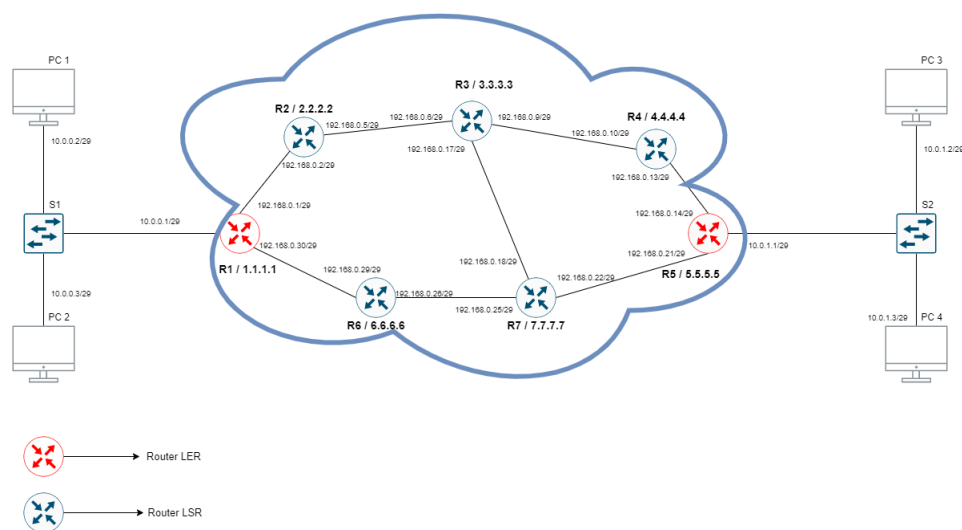 PC 1
PC 3
R3 / 3.3.3.3
R2 / 2.2.2.2
192.168.0.6/29
192.168.0.9/29
R4 / 4.4.4.4
192.168.0.5/29
192.168.0.10/29
10.0.0.2/29
192.168.0.17/29
10.0.1.2/29
192.168.0.2/29
192.168.0.13/29
S1
192.168.0.1/29
S2
192.168.0.14/29
10.0.0.1/29
192.168.0.30/29
192.168.0.21/29
10.0.1.1/29
R1 / 1.1.1.1
192.168.0.18/29
R5 / 5.5.5.5
192.168.0.29/29
192.168.0.22/29
10.0.0.3/29
192.168.0.26/29
192.168.0.25/29
10.0.1.3/29
PC 2
R6 / 6.6.6.6
R7 / 7.7.7.7
PC 4
Router LER
Router LSR